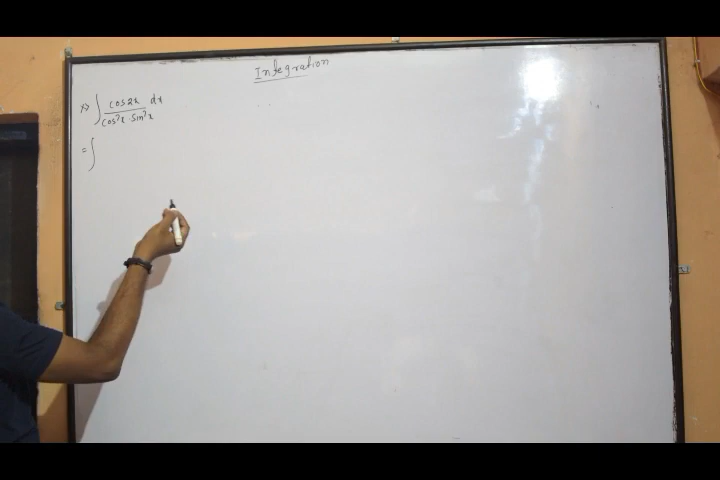 Integration
⇒ ∫ cos2x / cos²x · sin²x dx
= ∫